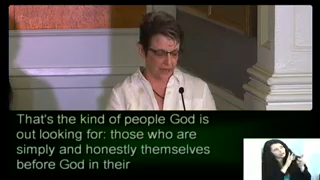 That's the kind of people God is
out looking for: those who are
simply and honestly themselves
before God in their